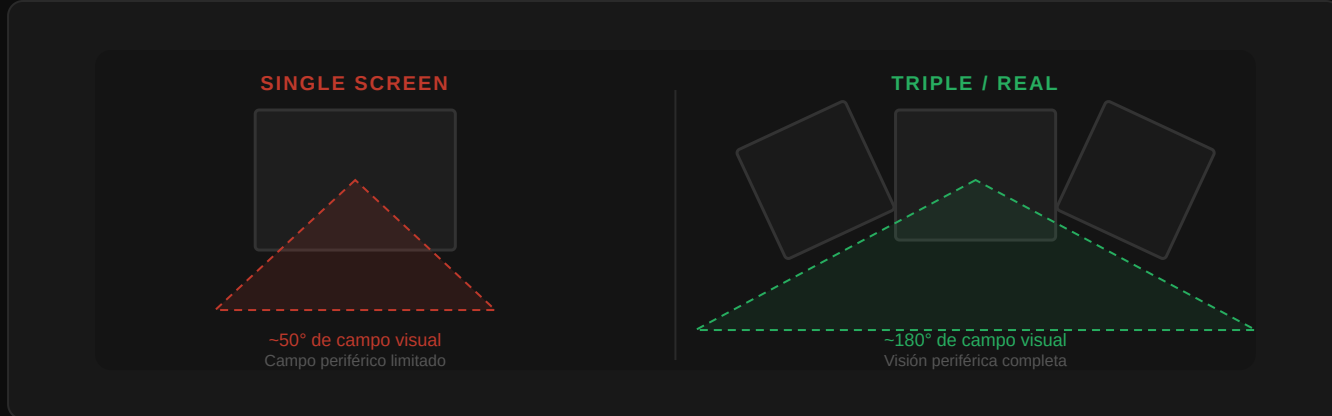 SINGLE SCREEN
~50° de campo visual
Campo periférico limitado
TRIPLE / REAL
~180° de campo visual
Visión periférica completa